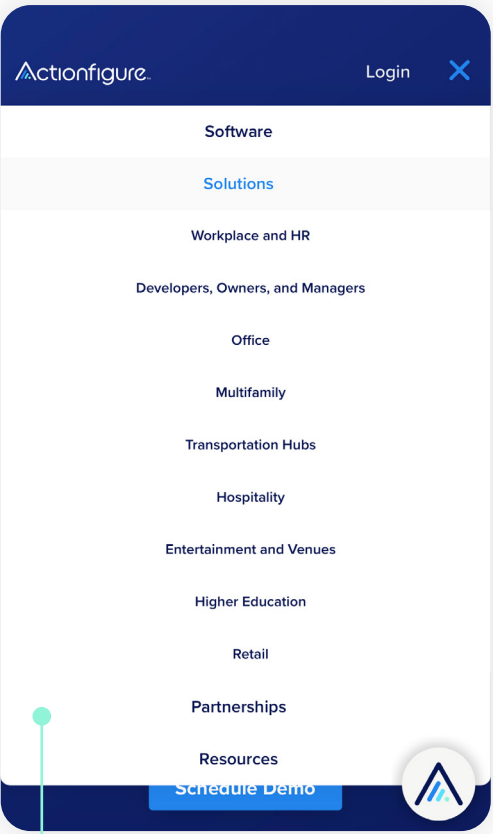 Actionfigure
Login
Software
Solutions
Workplace and HR
Developers, Owners, and Managers
Office
Multifamily
Transportation Hubs
Hospitality
Entertainment and Venues
Higher Education
Retail
Partnerships
Resources
Schedule Demo